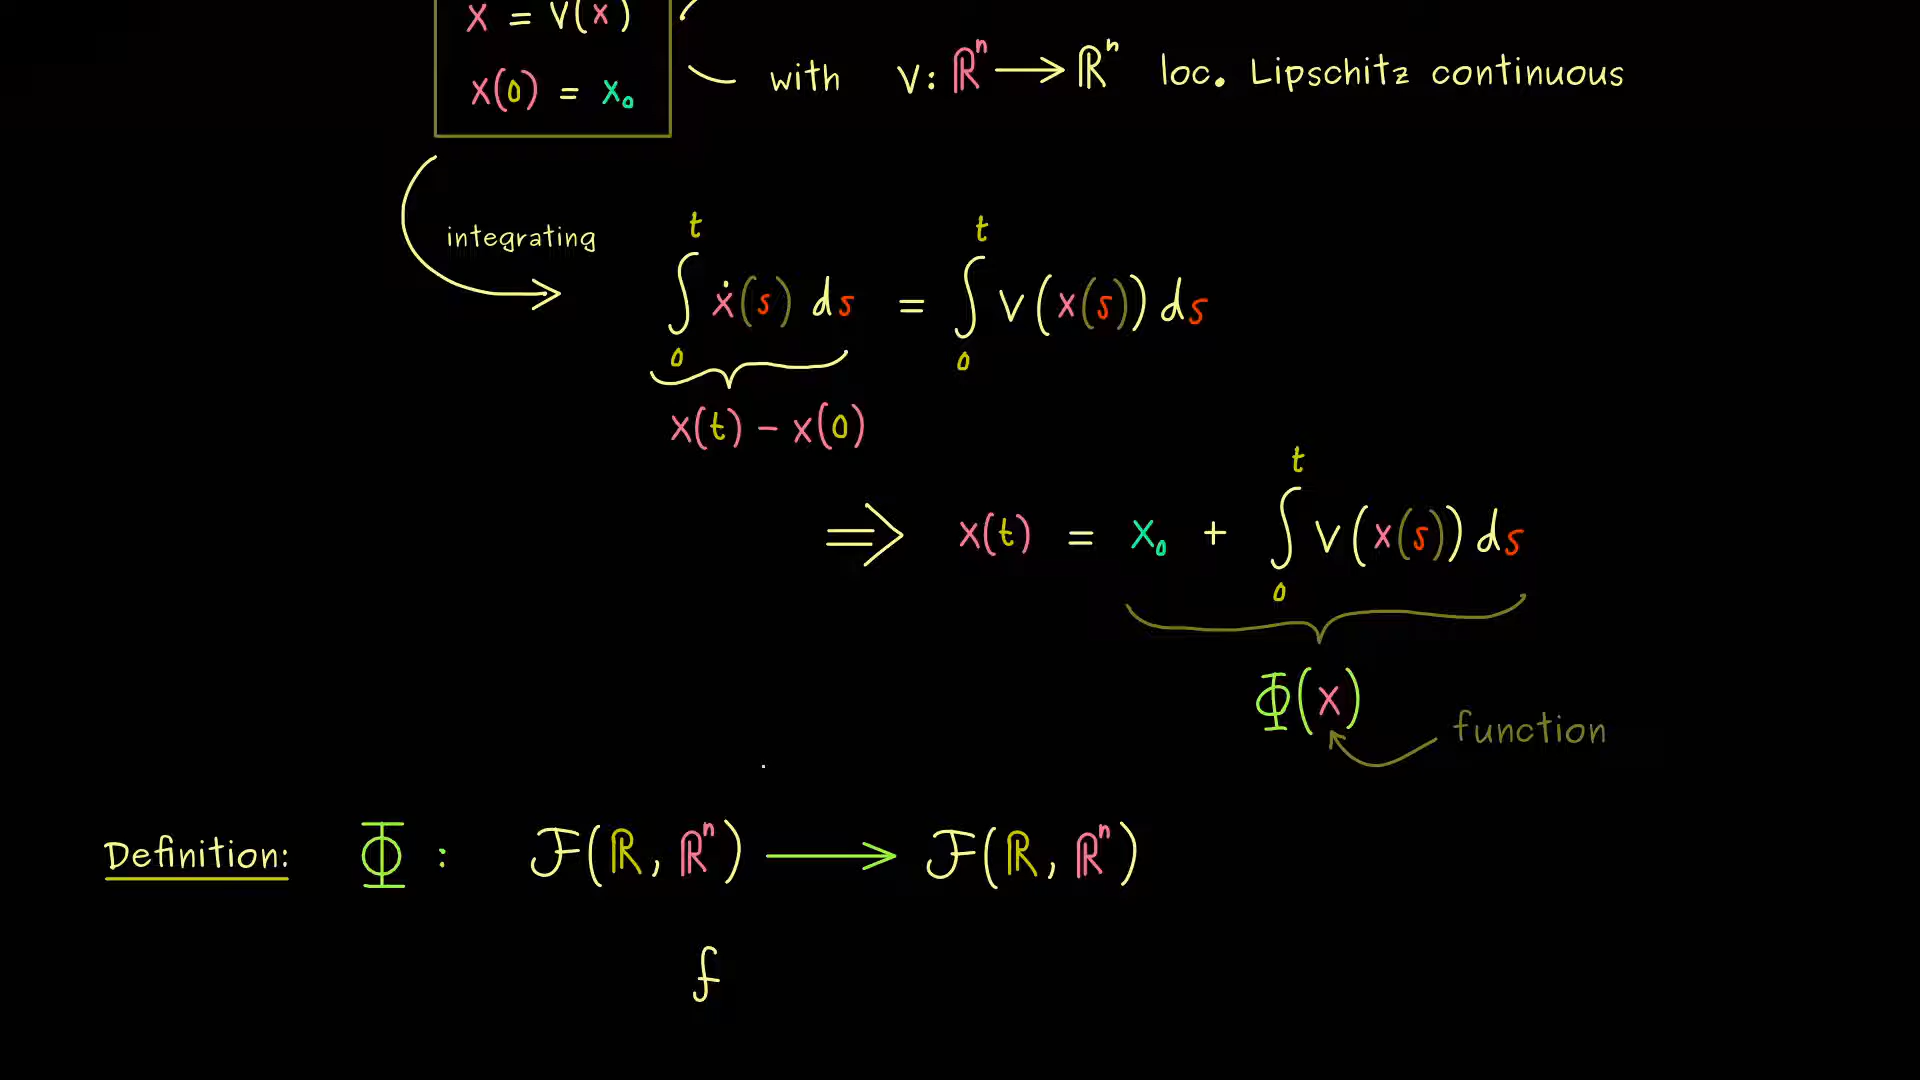 x = v(x)
x(0) = x₀
with v: ℝⁿ ⟶ ℝⁿ loc. Lipschitz continuous
integrating
∫₀ᵗ ẋ(s) ds = ∫₀ᵗ v(x(s)) ds
x(t) − x(0)
⟹ x(t) = x₀ + ∫₀ᵗ v(x(s)) ds
Φ(x)
function
Definition: Φ : ℱ(ℝ, ℝⁿ) ⟶ ℱ(ℝ, ℝⁿ)
f